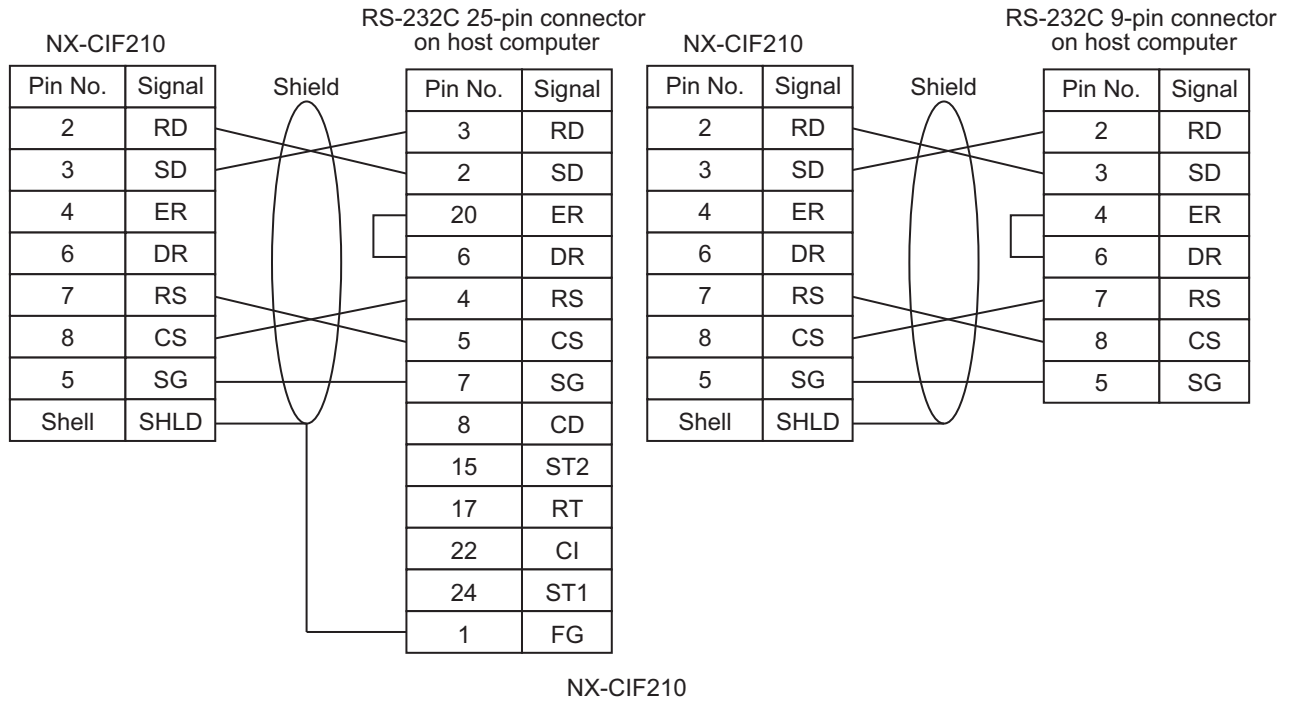 NX-CIF210
RS-232C 25-pin connector
on host computer
Pin No. Signal
2 RD
3 SD
4 ER
6 DR
7 RS
8 CS
5 SG
Shell SHLD
Shield
Pin No. Signal
3 RD
2 SD
20 ER
6 DR
4 RS
5 CS
7 SG
8 CD
15 ST2
17 RT
22 CI
24 ST1
1 FG
NX-CIF210
RS-232C 9-pin connector
on host computer
Pin No. Signal
2 RD
3 SD
4 ER
6 DR
7 RS
8 CS
5 SG
Shell SHLD
Shield
Pin No. Signal
2 RD
3 SD
4 ER
6 DR
7 RS
8 CS
5 SG
NX-CIF210